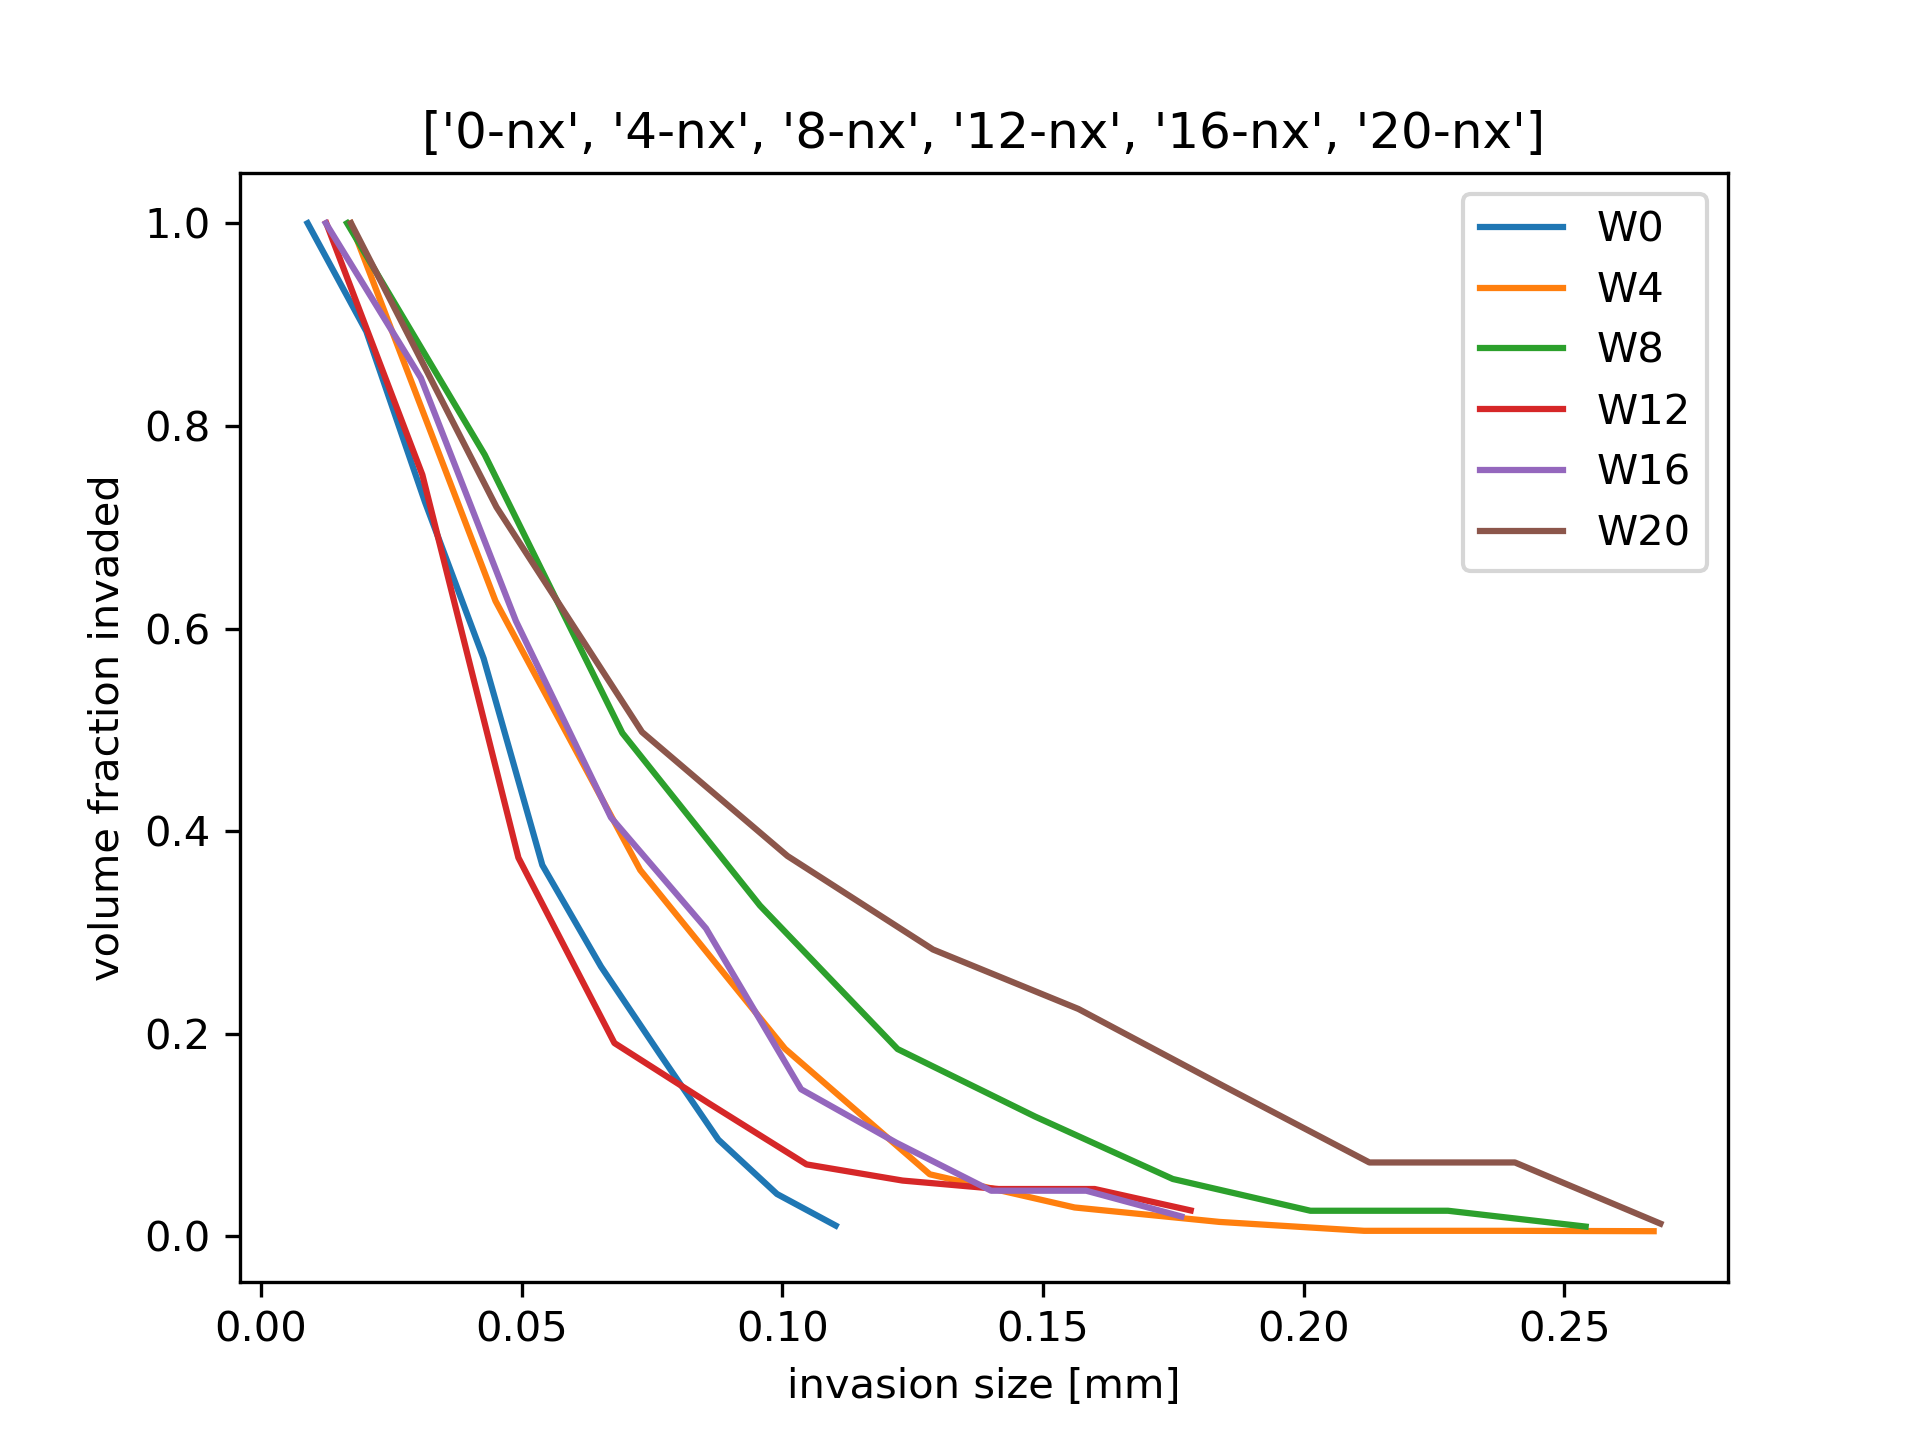 ['0-nx', '4-nx', '8-nx', '12-nx', '16-nx', '20-nx']
1.0
0.8
0.6
0.4
0.2
0.0
volume fraction invaded
W0
W4
W8
W12
W16
W20
0.00 0.05 0.10 0.15 0.20 0.25
invasion size [mm]